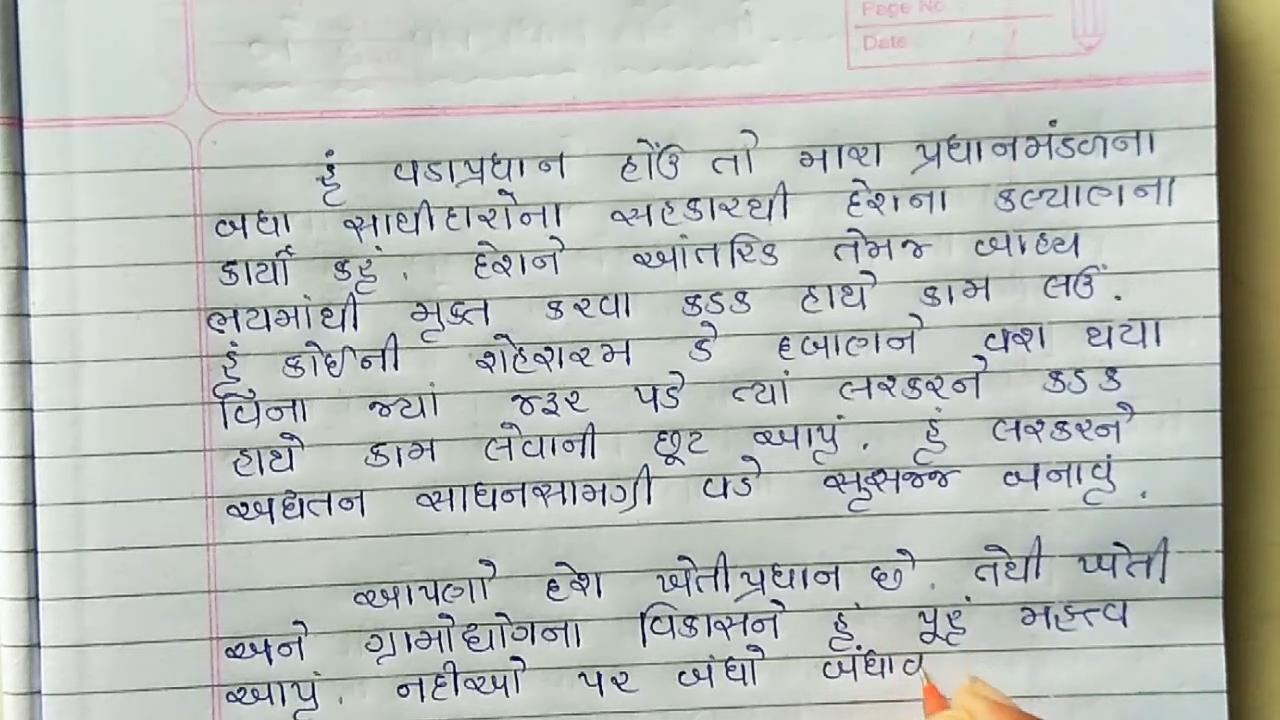 Page No
Date / /
હું વડાપ્રધાન હોઉં તો મારા પ્રધાનમંડળના
બધા સાથીદારોના સહકારથી દેશના કલ્યાણના
કાર્યો કરું. દેશને આંતરિક તેમજ બાહ્ય
ભયમાંથી મુક્ત કરવા કડક હાથે કામ લઉં.
હું કોઈની શેહશરમ કે દબાણને વશ થયા
વિના જ્યાં જરૂર પડે ત્યાં લશ્કરને કડક
હાથે કામ લેવાની છૂટ આપું. હું લશ્કરને
અદ્યતન સાધનસામગ્રી વડે સુસજ્જ બનાવું.
આપણો દેશ ખેતીપ્રધાન છે. તેથી ખેતી
અને ગ્રામોદ્યોગના વિકાસને હું પૂરું મહત્વ
આપું. નદીઓ પર બંધો બંધાવ